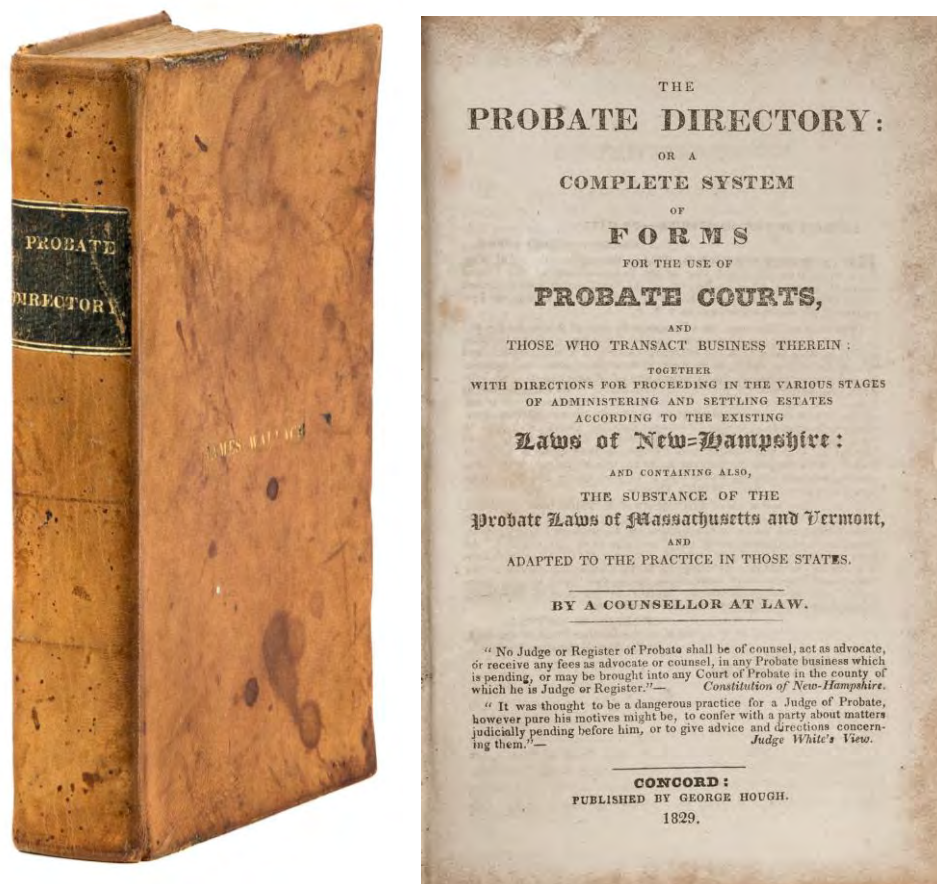 PROBATE
DIRECTORY
JAMES WALLACE
THE
PROBATE DIRECTORY:
OR A
COMPLETE SYSTEM
OF
FORMS
FOR THE USE OF
PROBATE COURTS,
AND
THOSE WHO TRANSACT BUSINESS THEREIN :
TOGETHER
WITH DIRECTIONS FOR PROCEEDING IN THE VARIOUS STAGES
OF ADMINISTERING AND SETTLING ESTATES
ACCORDING TO THE EXISTING
Laws of New=Hampshire:
AND CONTAINING ALSO,
THE SUBSTANCE OF THE
Probate Laws of Massachusetts and Vermont,
AND
ADAPTED TO THE PRACTICE IN THOSE STATES.
BY A COUNSELLOR AT LAW.
“ No Judge or Register of Probate shall be of counsel, act as advocate,
or receive any fees as advocate or counsel, in any Probate business which
is pending, or may be brought into any Court of Probate in the county of
which he is Judge or Register.”— Constitution of New-Hampshire.
“ It was thought to be a dangerous practice for a Judge of Probate,
however pure his motives might be, to confer with a party about matters
judicially pending before him, or to give advice and directions concern-
ing them.”— Judge White's View.
CONCORD:
PUBLISHED BY GEORGE HOUGH.
1829.